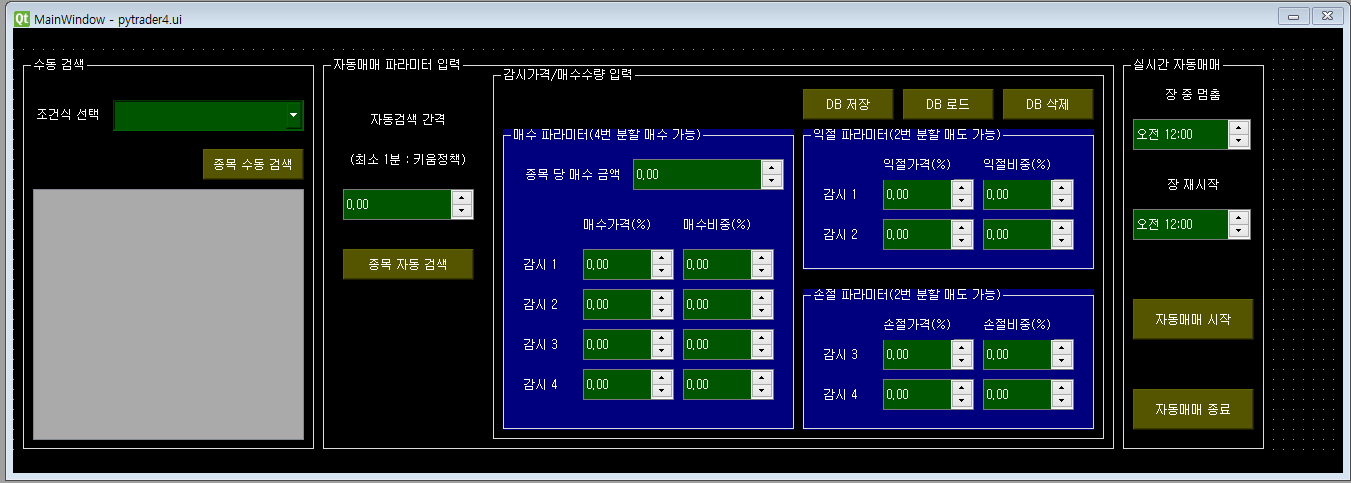 MainWindow - pytrader4.ui
수동 검색
조건식 선택
종목 수동 검색
자동매매 파라미터 입력
자동검색 간격
(최소 1분 : 키움정책)
0,00
종목 자동 검색
감시가격/매수수량 입력
DB 저장
DB 로드
DB 삭제
매수 파라미터(4번 분할 매수 가능)
종목 당 매수 금액 0,00
매수가격(%) 매수비중(%)
감시 1 0,00 0,00
감시 2 0,00 0,00
감시 3 0,00 0,00
감시 4 0,00 0,00
익절 파라미터(2번 분할 매도 가능)
익절가격(%) 익절비중(%)
감시 1 0,00 0,00
감시 2 0,00 0,00
손절 파라미터(2번 분할 매도 가능)
손절가격(%) 손절비중(%)
감시 3 0,00 0,00
감시 4 0,00 0,00
실시간 자동매매
장 중 멈춤
오전 12:00
장 재시작
오전 12:00
자동매매 시작
자동매매 종료